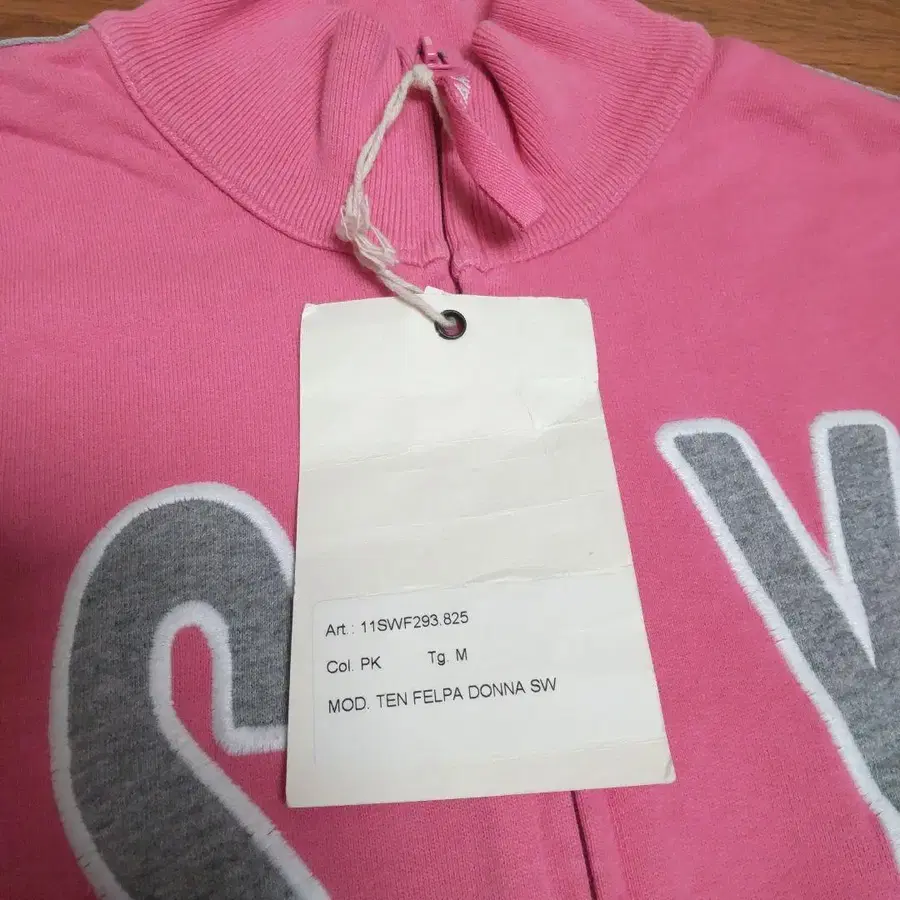 Art.: 11SWF293.825
Col. PK Tg. M
MOD. TEN FELPA DONNA SW
S W